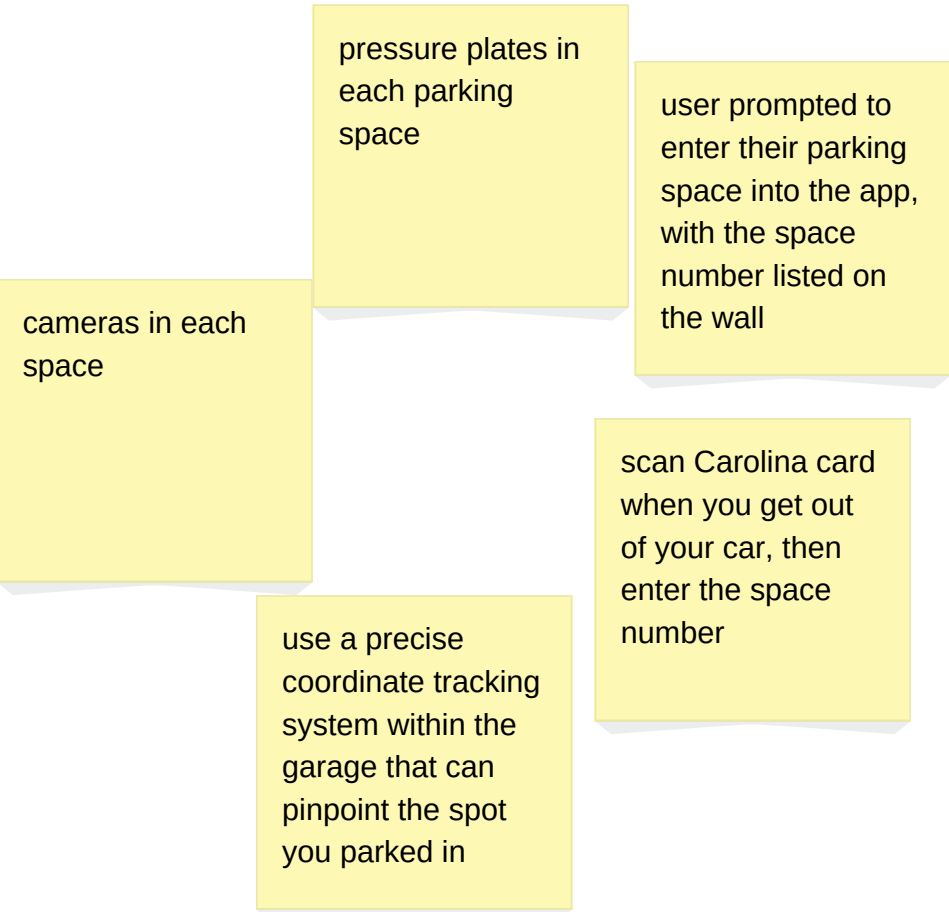 pressure plates in
each parking
space
user prompted to
enter their parking
space into the app,
with the space
number listed on
the wall
cameras in each
space
scan Carolina card
when you get out
of your car, then
enter the space
number
use a precise
coordinate tracking
system within the
garage that can
pinpoint the spot
you parked in